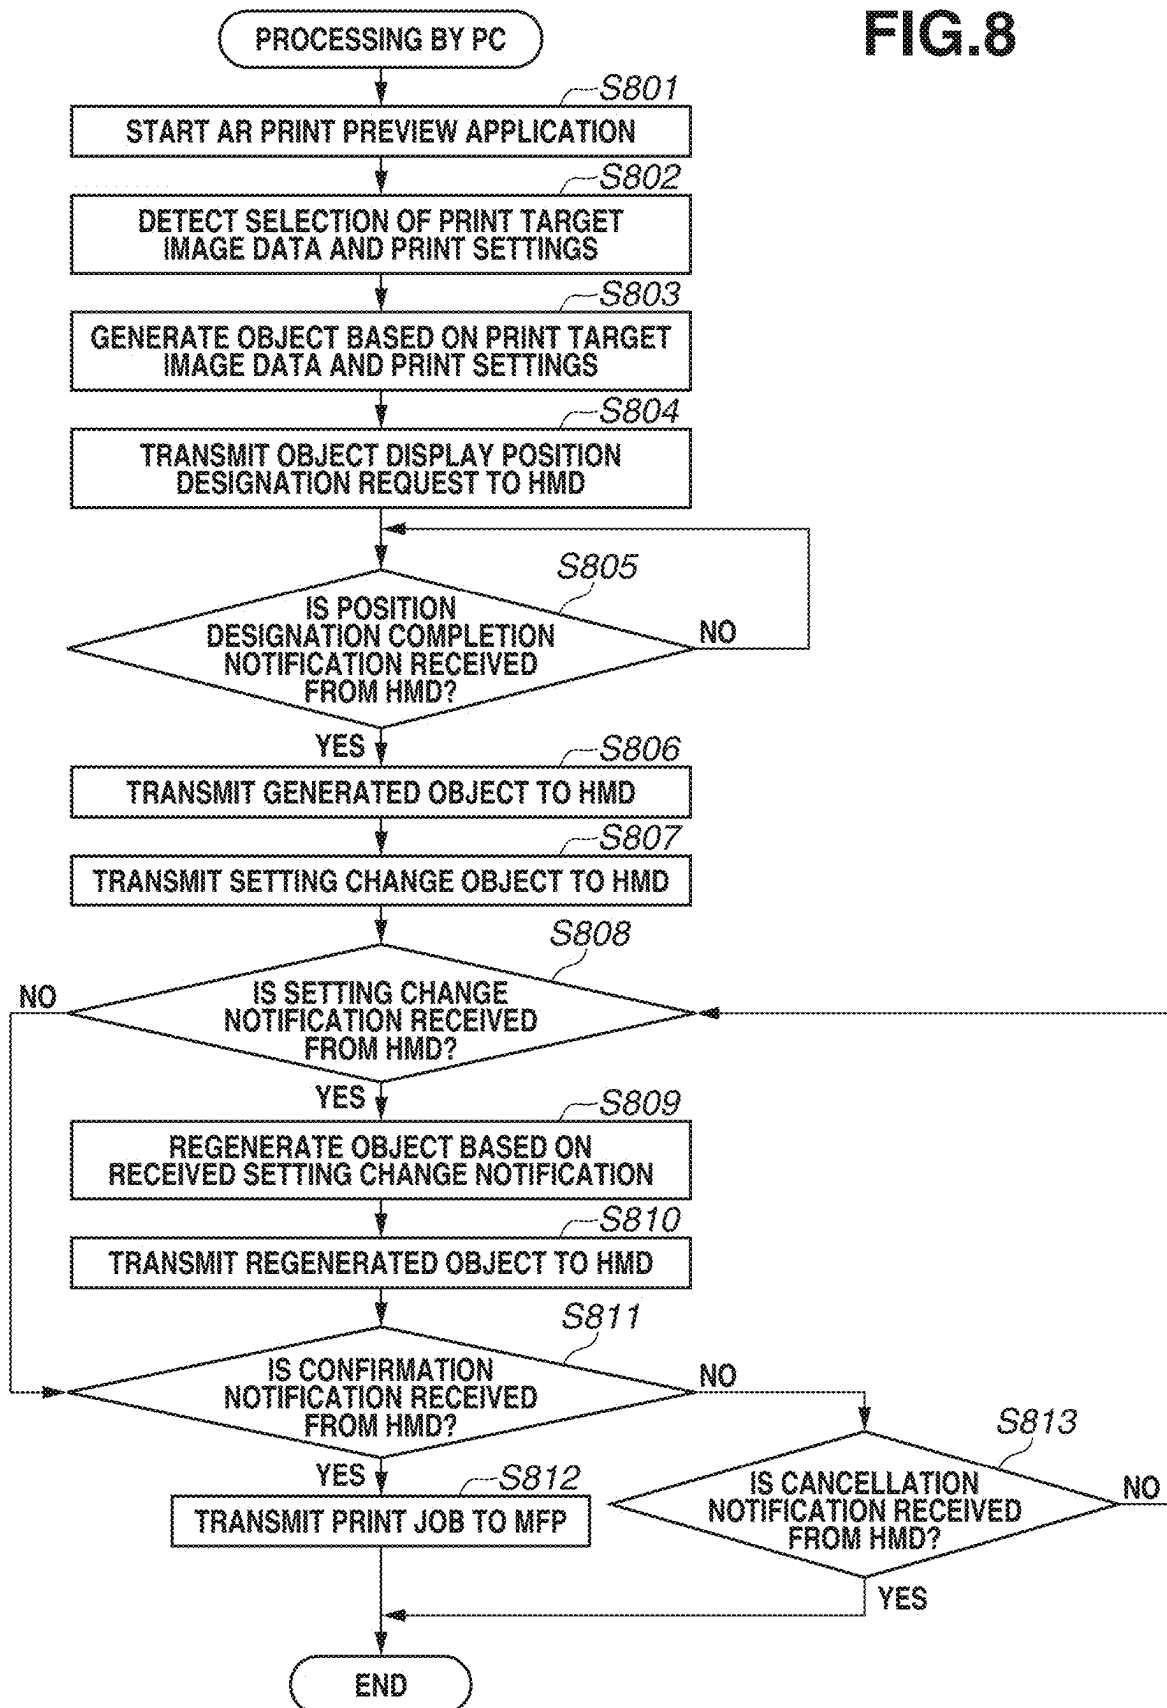 FIG.8
PROCESSING BY PC
S801
START AR PRINT PREVIEW APPLICATION
S802
DETECT SELECTION OF PRINT TARGET
IMAGE DATA AND PRINT SETTINGS
S803
GENERATE OBJECT BASED ON PRINT TARGET
IMAGE DATA AND PRINT SETTINGS
S804
TRANSMIT OBJECT DISPLAY POSITION
DESIGNATION REQUEST TO HMD
S805
IS POSITION
DESIGNATION COMPLETION
NOTIFICATION RECEIVED
FROM HMD?
NO
YES
S806
TRANSMIT GENERATED OBJECT TO HMD
S807
TRANSMIT SETTING CHANGE OBJECT TO HMD
S808
IS SETTING CHANGE
NOTIFICATION RECEIVED
FROM HMD?
NO
YES
S809
REGENERATE OBJECT BASED ON
RECEIVED SETTING CHANGE NOTIFICATION
S810
TRANSMIT REGENERATED OBJECT TO HMD
S811
IS CONFIRMATION
NOTIFICATION RECEIVED
FROM HMD?
NO
YES
S812
TRANSMIT PRINT JOB TO MFP
S813
IS CANCELLATION
NOTIFICATION RECEIVED
FROM HMD?
NO
YES
END